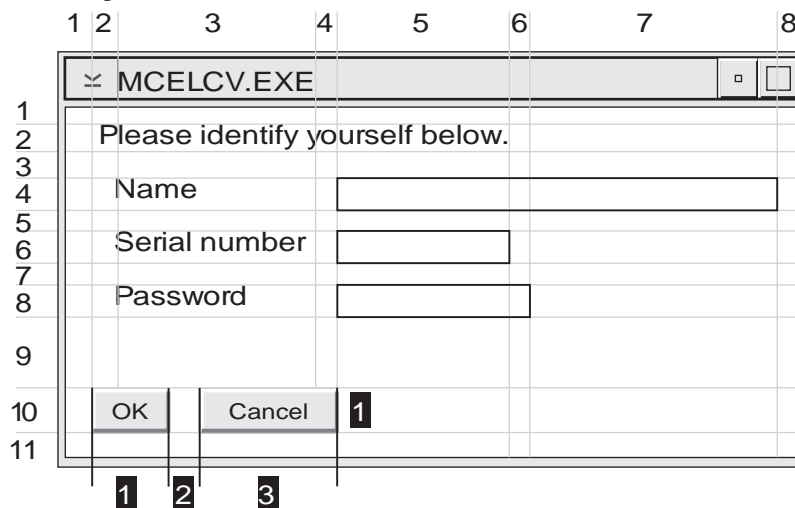 1 2 3 4 5 6 7 8
MCELCV.EXE
1
2 Please identify yourself below.
3
4 Name
5
6 Serial number
7
8 Password
9
10 OK Cancel 1
11
1 2 3